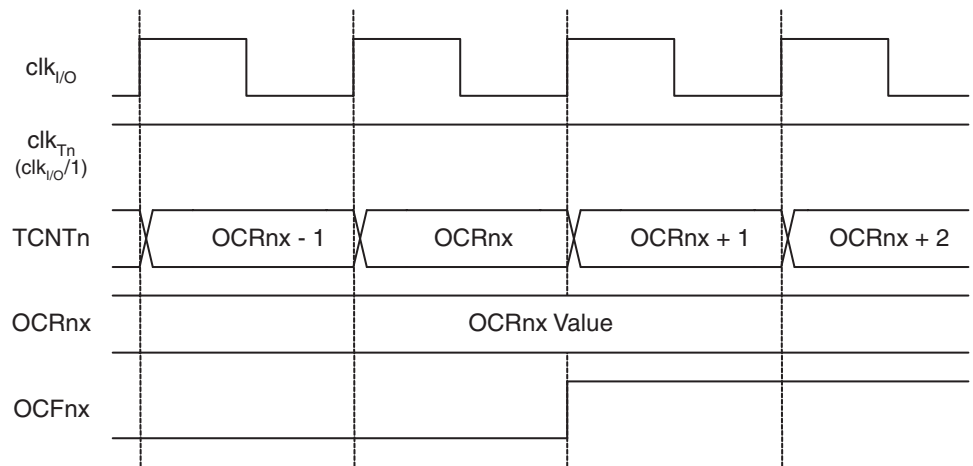 clkI/O
clkTn
(clkI/O/1)
TCNTn
OCRnx - 1
OCRnx
OCRnx + 1
OCRnx + 2
OCRnx
OCRnx Value
OCFnx